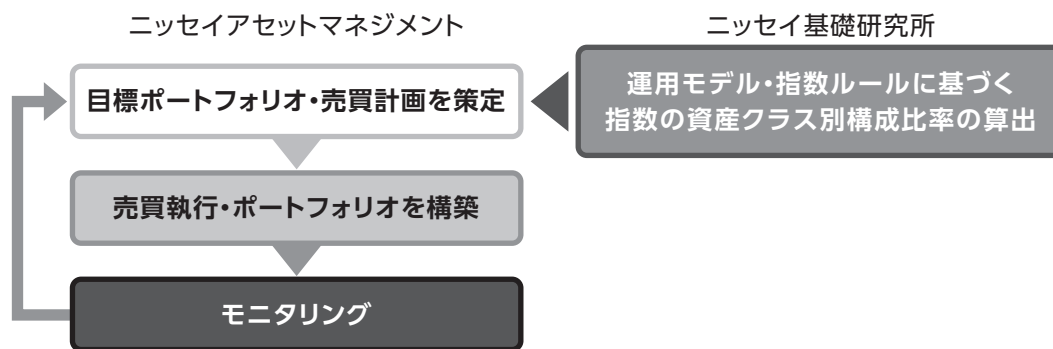 ニッセイアセットマネジメント
ニッセイ基礎研究所
目標ポートフォリオ・売買計画を策定
運用モデル・指数ルールに基づく
指数の資産クラス別構成比率の算出
売買執行・ポートフォリオを構築
モニタリング